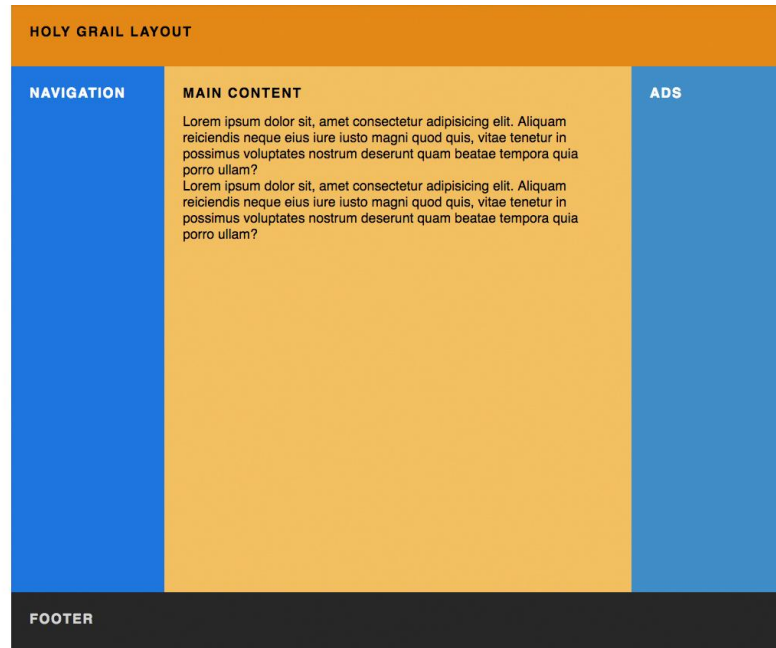 HOLY GRAIL LAYOUT
NAVIGATION
MAIN CONTENT
Lorem ipsum dolor sit, amet consectetur adipisicing elit. Aliquam
reiciendis neque eius iure iusto magni quod quis, vitae tenetur in
possimus voluptates nostrum deserunt quam beatae tempora quia
porro ullam?
Lorem ipsum dolor sit, amet consectetur adipisicing elit. Aliquam
reiciendis neque eius iure iusto magni quod quis, vitae tenetur in
possimus voluptates nostrum deserunt quam beatae tempora quia
porro ullam?
ADS
FOOTER